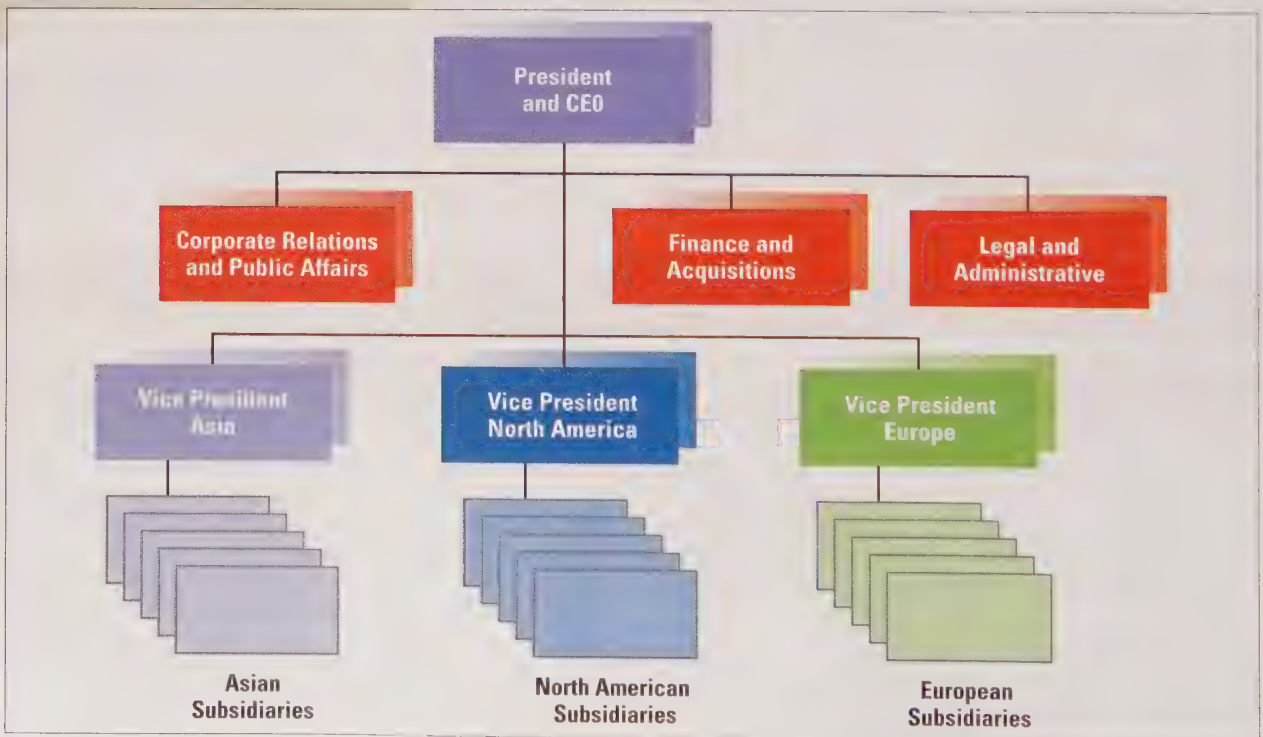 President
and CEO
Corporate Relations
and Public Affairs
Finance and
Acquisitions
Legal and
Administrative
Vice President
Asia
Vice President
North America
Vice President
Europe
Asian
Subsidiaries
North American
Subsidiaries
European
Subsidiaries